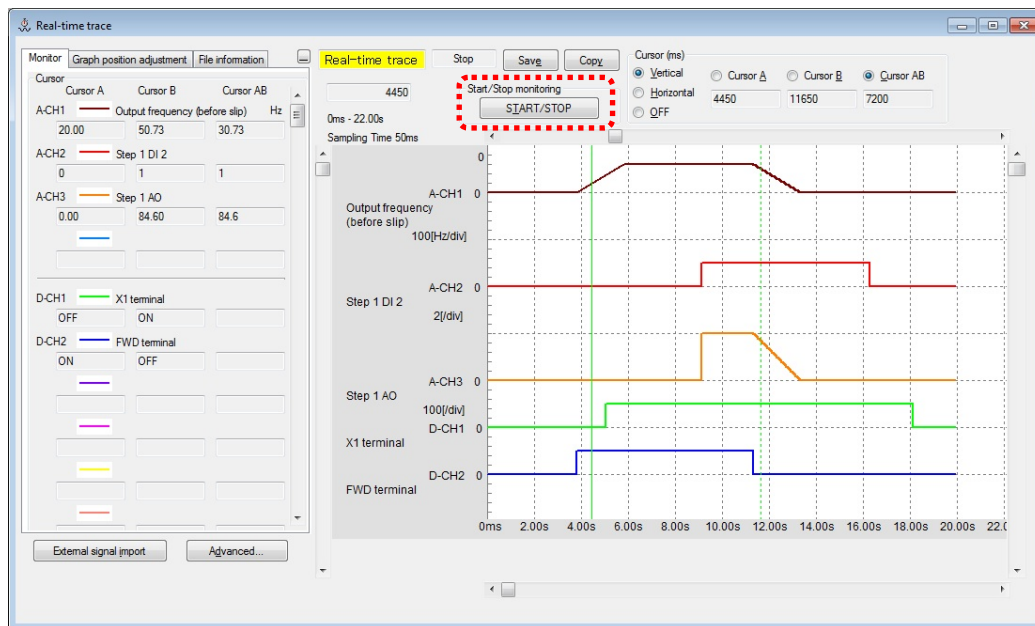 Real-time trace
Monitor Graph position adjustment File information
Cursor
Cursor A Cursor B Cursor AB
A-CH1 Output frequency (before slip) Hz
20.00 50.73 30.73
A-CH2 Step 1 DI 2
0 1 1
A-CH3 Step 1 AO
0.00 84.60 84.6
D-CH1 X1 terminal
OFF ON
D-CH2 FWD terminal
ON OFF
External signal import Advanced...
Real-time trace Stop Save Copy
4450
Start/Stop monitoring
START/STOP
0ms - 22.00s
Sampling Time 50ms
Cursor (ms)
Vertical
Horizontal
OFF
Cursor A Cursor B Cursor AB
4450 11650 7200
0
A-CH1 0
Output frequency
(before slip)
100[Hz/div]
A-CH2 0
Step 1 DI 2
2[/div]
A-CH3 0
Step 1 AO
100[/div]
D-CH1 0
X1 terminal
D-CH2 0
FWD terminal
0ms 2.00s 4.00s 6.00s 8.00s 10.00s 12.00s 14.00s 16.00s 18.00s 20.00s 22.0